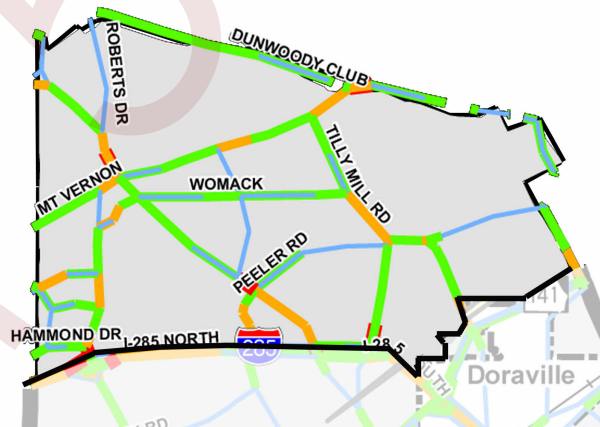 DUNWOODY CLUB
ROBERTS DR
TILLY MILL RD
MT VERNON
WOMACK
PEELER RD
141
HAMMOND DR
I-285 NORTH
285
I-285
Doraville